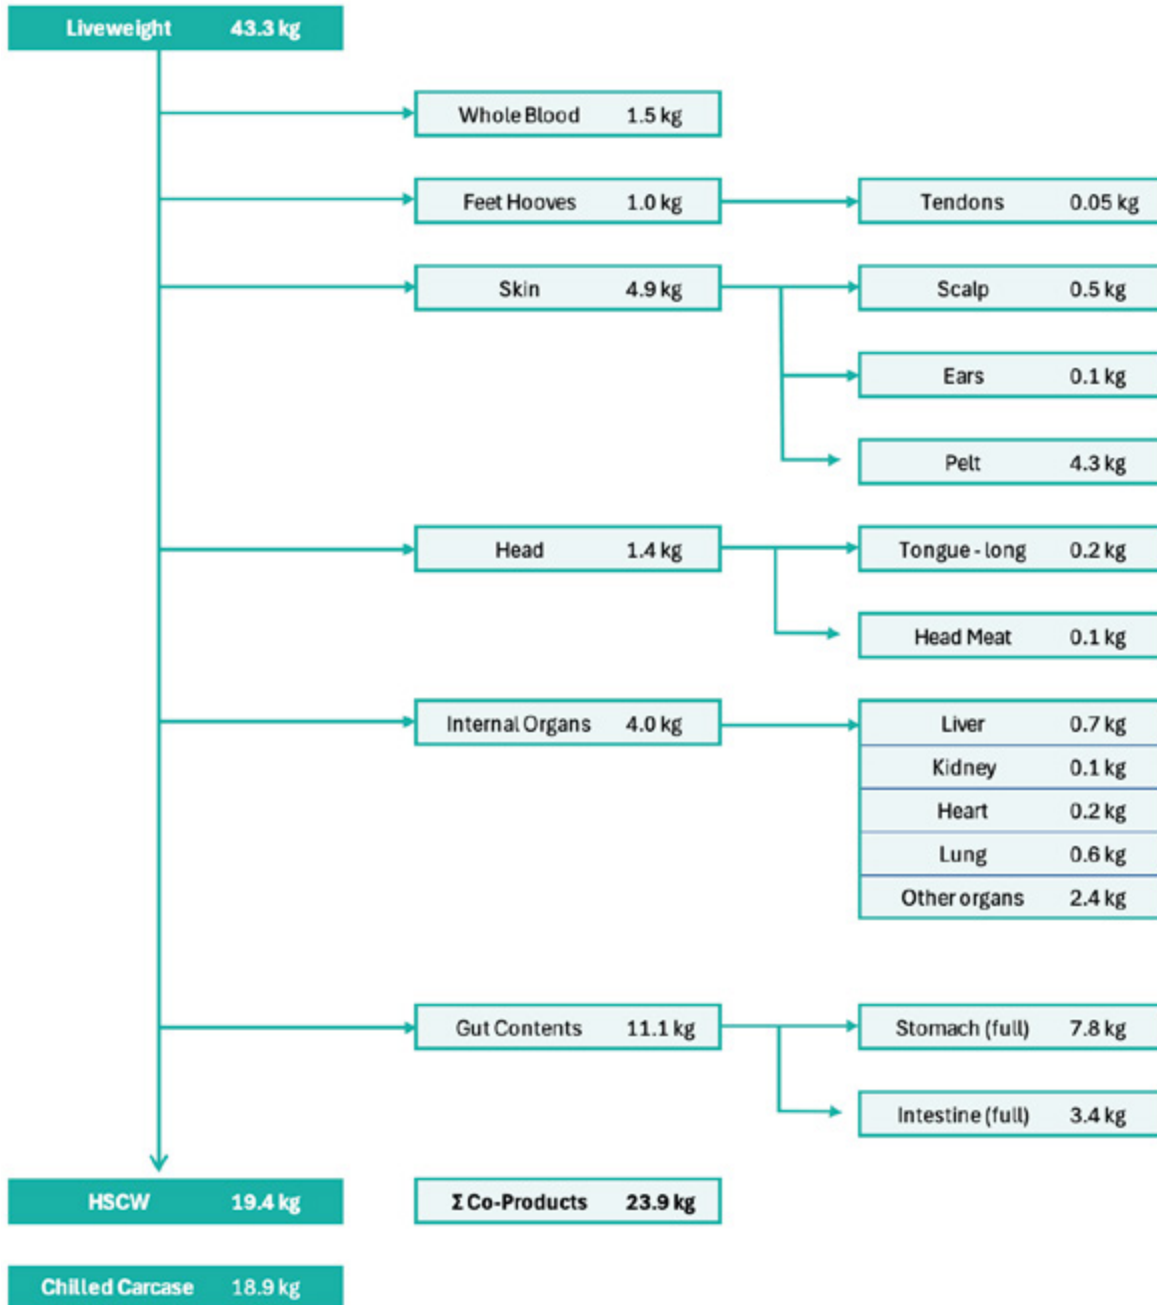 Liveweight 43.3 kg
Whole Blood 1.5 kg
Feet Hooves 1.0 kg Tendons 0.05 kg
Skin 4.9 kg Scalp 0.5 kg
Ears 0.1 kg
Pelt 4.3 kg
Head 1.4 kg Tongue - long 0.2 kg
Head Meat 0.1 kg
Internal Organs 4.0 kg Liver 0.7 kg
Kidney 0.1 kg
Heart 0.2 kg
Lung 0.6 kg
Other organs 2.4 kg
Gut Contents 11.1 kg Stomach (full) 7.8 kg
Intestine (full) 3.4 kg
HSCW 19.4 kg Σ Co-Products 23.9 kg
Chilled Carcase 18.9 kg